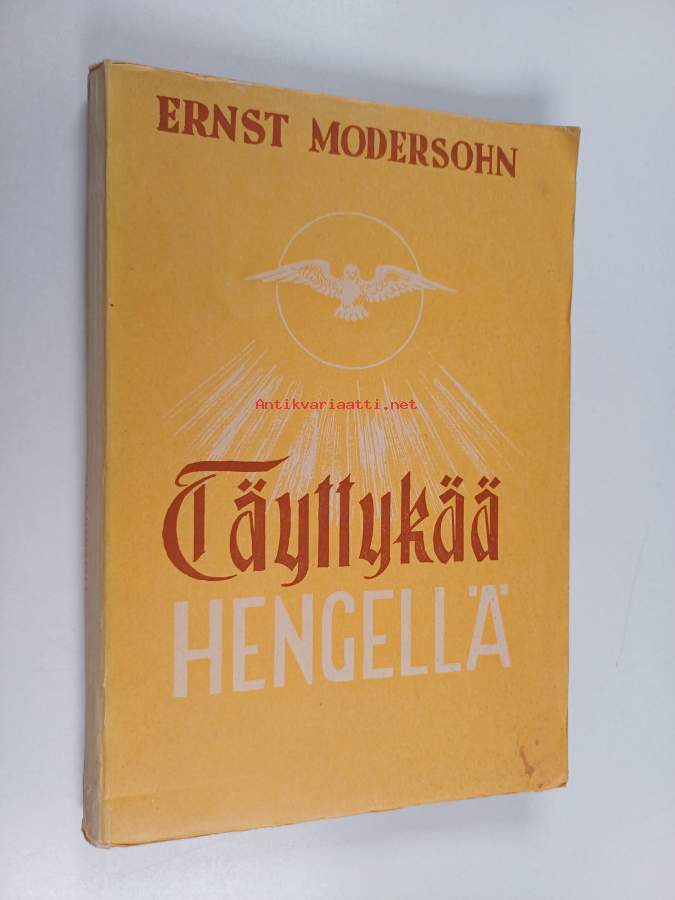 ERNST MODERSOHN
Antikvariaatti.net
Täyttykää
HENGELLÄ